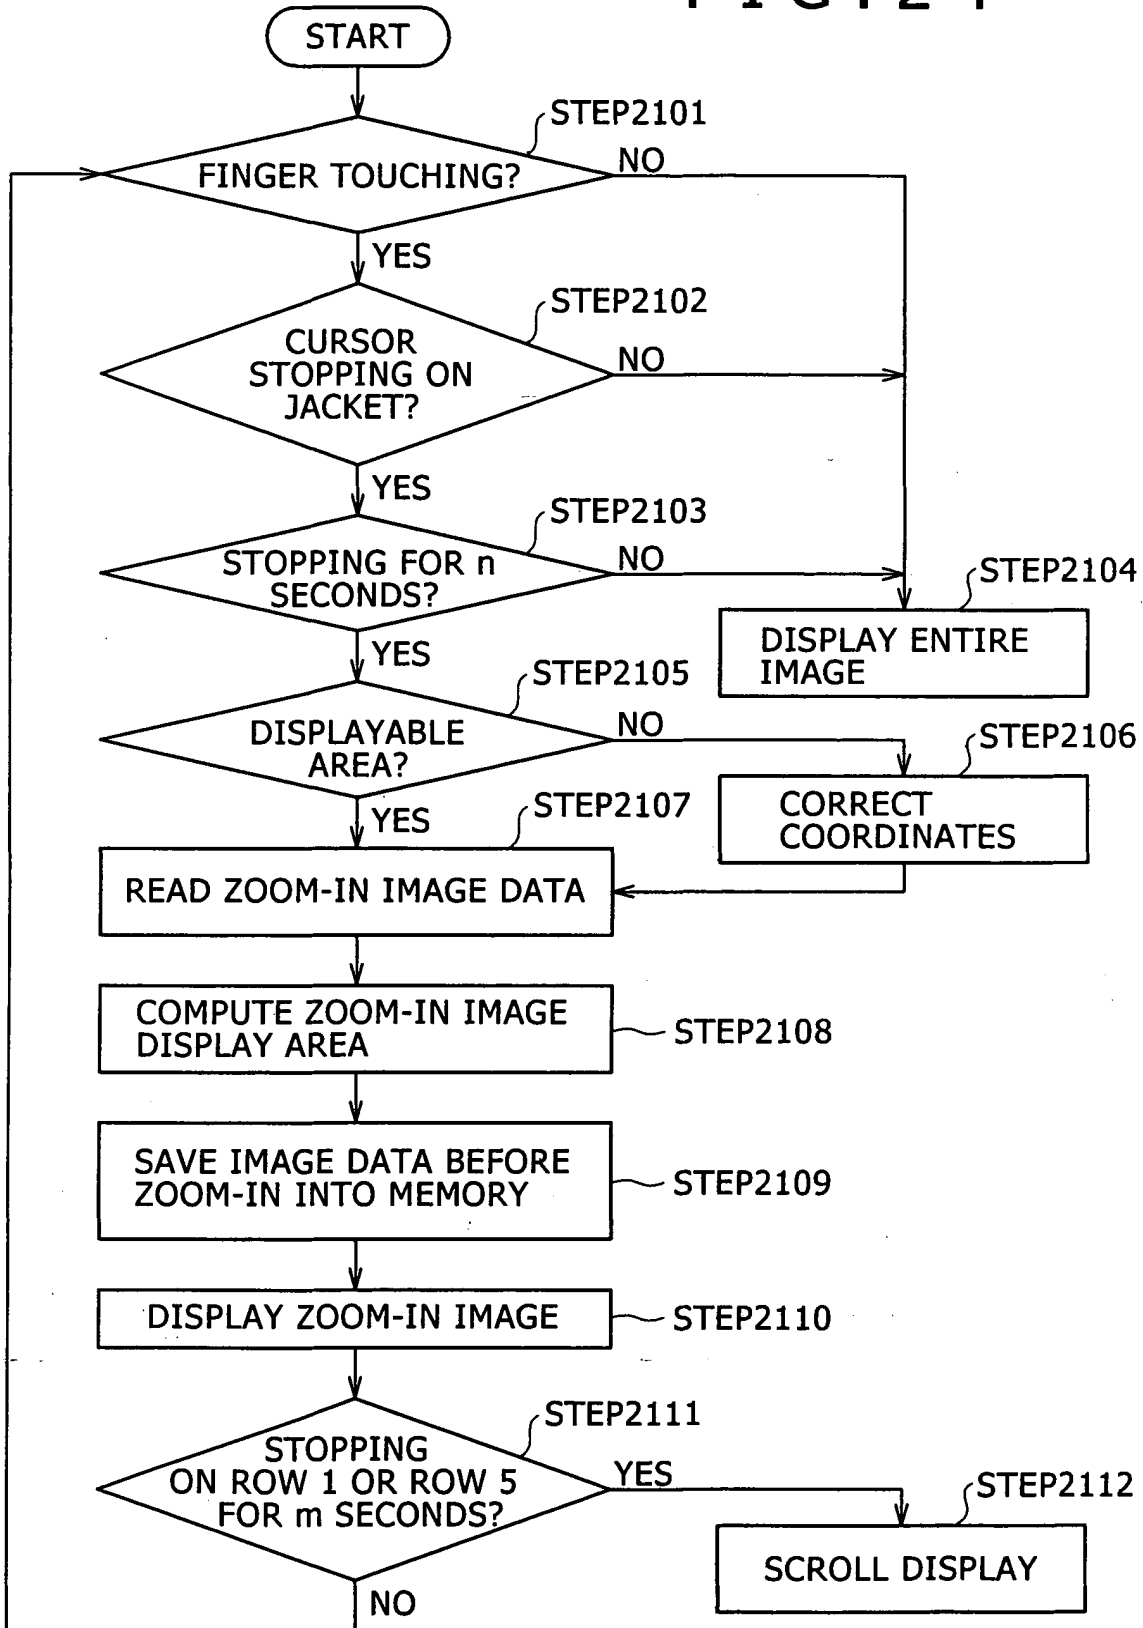 START
STEP2101
FINGER TOUCHING?
NO
YES
STEP2102
CURSOR
STOPPING ON
JACKET?
NO
YES
STEP2103
STOPPING FOR n
SECONDS?
NO
STEP2104
DISPLAY ENTIRE
IMAGE
YES
STEP2105
DISPLAYABLE
AREA?
NO
STEP2106
CORRECT
COORDINATES
YES
STEP2107
READ ZOOM-IN IMAGE DATA
COMPUTE ZOOM-IN IMAGE
DISPLAY AREA
STEP2108
SAVE IMAGE DATA BEFORE
ZOOM-IN INTO MEMORY
STEP2109
DISPLAY ZOOM-IN IMAGE
STEP2110
STEP2111
STOPPING
ON ROW 1 OR ROW 5
FOR m SECONDS?
YES
STEP2112
SCROLL DISPLAY
NO